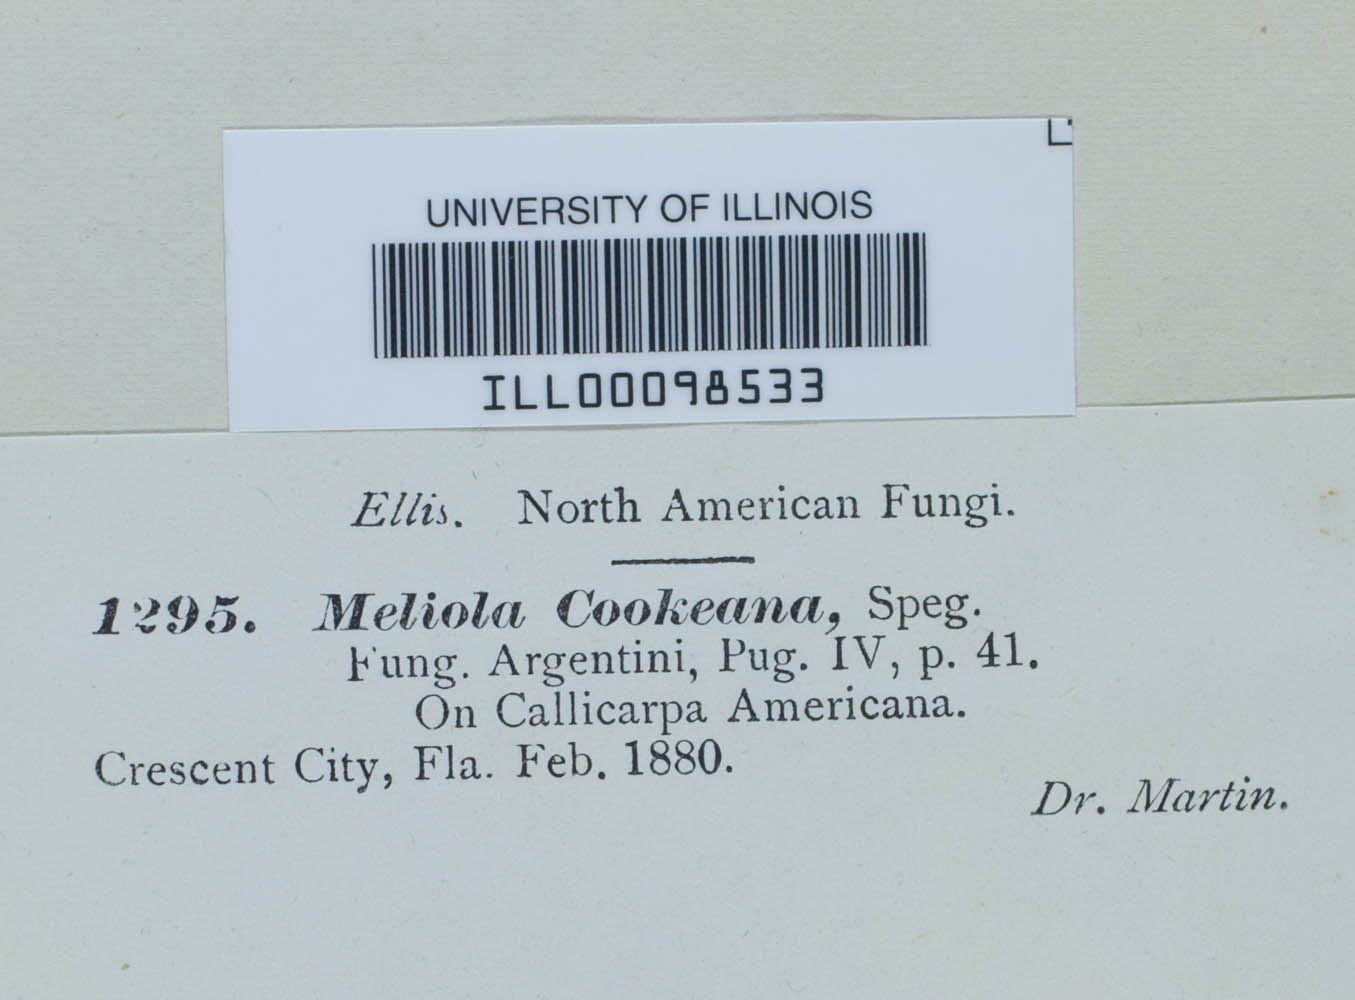 UNIVERSITY OF ILLINOIS
ILL00098533
Ellis. North American Fungi.
1295. Meliola Cookeana, Speg.
Fung. Argentini, Pug. IV, p. 41.
On Callicarpa Americana.
Crescent City, Fla. Feb. 1880.
Dr. Martin.